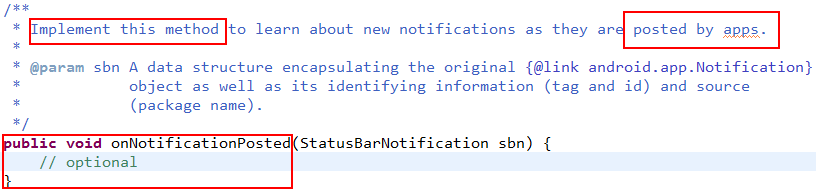 /**
 * Implement this method to learn about new notifications as they are posted by apps.
 *
 * @param sbn A data structure encapsulating the original {@link android.app.Notification}
 *            object as well as its identifying information (tag and id) and source
 *            (package name).
 */
public void onNotificationPosted(StatusBarNotification sbn) {
    // optional
}